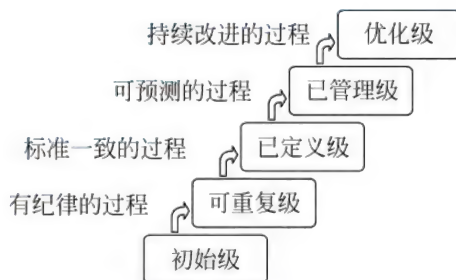 持续改进的过程 优化级
可预测的过程 已管理级
标准一致的过程 已定义级
有纪律的过程 可重复级
初始级